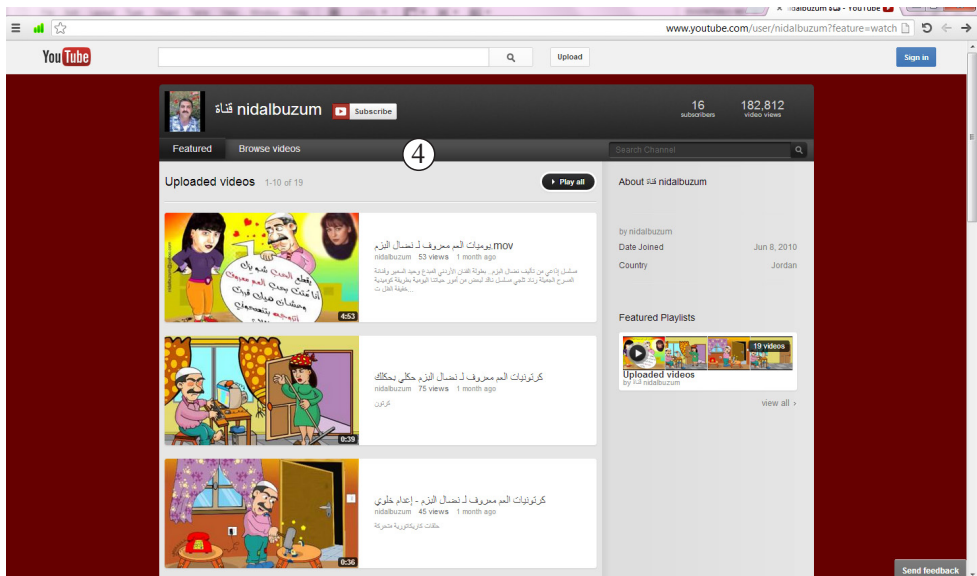 nidalbuzum قناة - YouTube
www.youtube.com/user/nidalbuzum?feature=watch
YouTube
Upload
Sign in
قناة nidalbuzum
Subscribe
16
subscribers
182,812
video views
Featured
Browse videos
4
Search Channel
Uploaded videos 1-10 of 19
Play all
يوميات العم معروف لـ نضال البزم.mov
nidalbuzum 53 views 1 month ago
4:53
كرتونيات العم معروف لـ نضال البزم حكلي بحكلك
nidalbuzum 75 views 1 month ago
كرتون
0:39
كرتونيات العم معروف لـ نضال البزم - إعدام خلوي
nidalbuzum 45 views 1 month ago
حلقات كاريكاتورية متحركة
0:36
About قناة nidalbuzum
by nidalbuzum
Date Joined Jun 8, 2010
Country Jordan
Featured Playlists
19 videos
Uploaded videos
by قناة nidalbuzum
view all ›
Send feedback